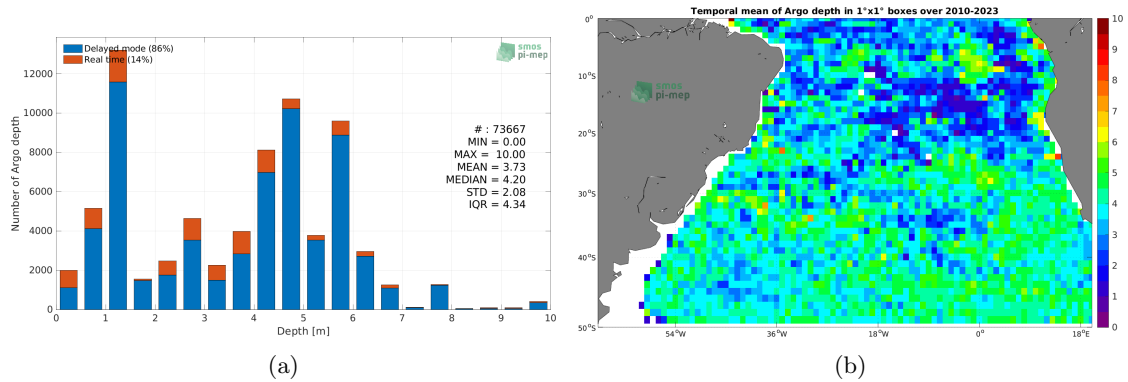 Delayed mode (86%)
Real time (14%)
smos
pi-mep
Number of Argo depth
12000
10000
8000
6000
4000
2000
0
# : 73667
MIN = 0.00
MAX = 10.00
MEAN = 3.73
MEDIAN = 4.20
STD = 2.08
IQR = 4.34
0 1 2 3 4 5 6 7 8 9 10
Depth [m]
(a)
Temporal mean of Argo depth in 1°x1° boxes over 2010-2023
smos
pi-mep
0°
10°S
20°S
30°S
40°S
50°S
54°W 36°W 18°W 0° 18°E
10
9
8
7
6
5
4
3
2
1
0
(b)